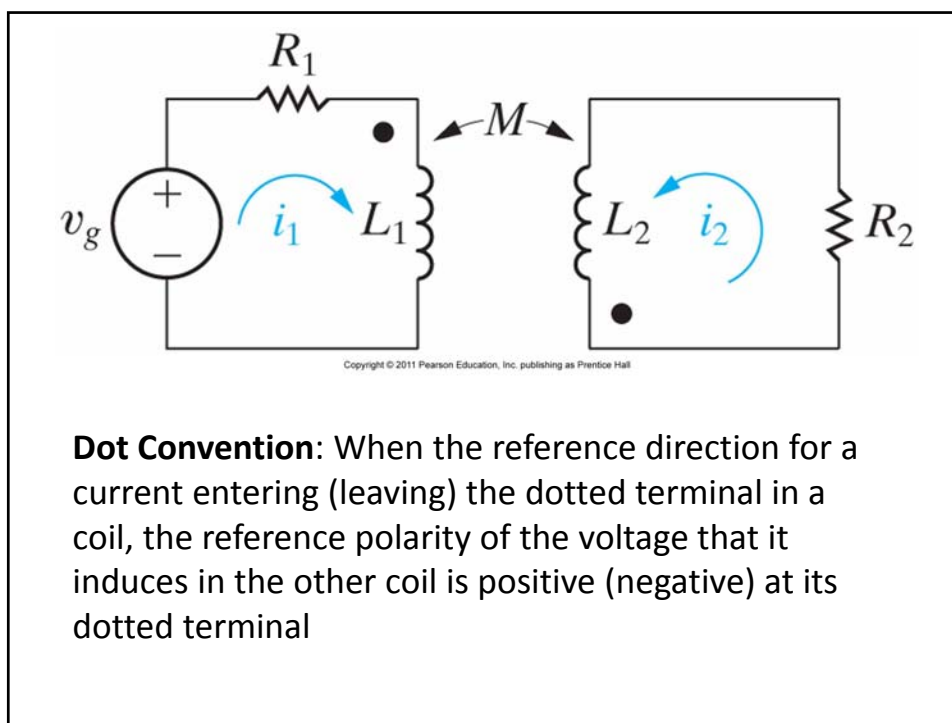 R1
M
+
vg
i1
L1
L2
i2
R2
−
Copyright © 2011 Pearson Education, Inc. publishing as Prentice Hall
Dot Convention: When the reference direction for a
current entering (leaving) the dotted terminal in a
coil, the reference polarity of the voltage that it
induces in the other coil is positive (negative) at its
dotted terminal